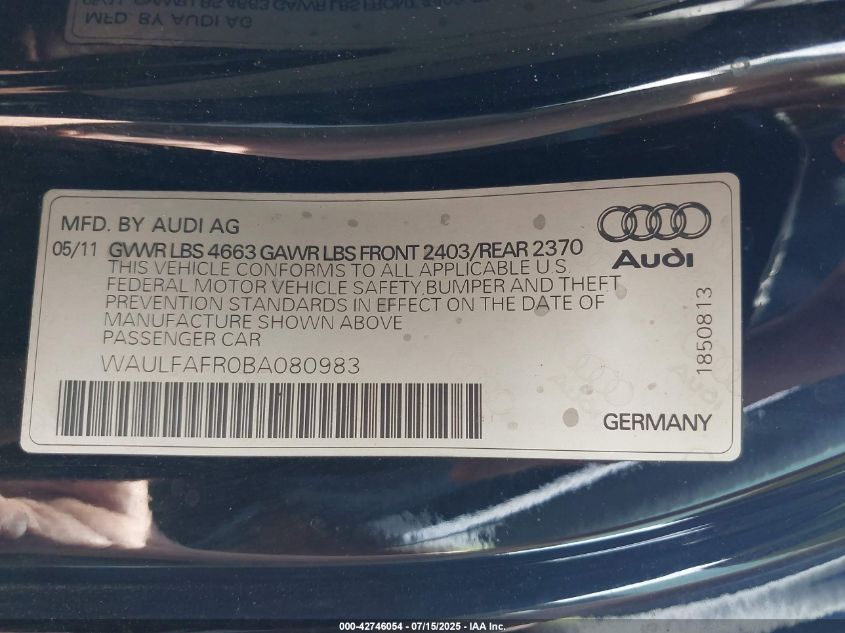 MFD. BY AUDI AG
05/11 GVWR LBS 4663 GAWR LBS FRONT 2403/REAR 2370
THIS VEHICLE CONFORMS TO ALL APPLICABLE U.S.
FEDERAL MOTOR VEHICLE SAFETY, BUMPER AND THEFT
PREVENTION STANDARDS IN EFFECT ON THE DATE OF
MANUFACTURE SHOWN ABOVE
PASSENGER CAR
WAULFAFR0BA080983
Audi
1850813
GERMANY
000-42746054 - 07/15/2025 - IAA Inc.